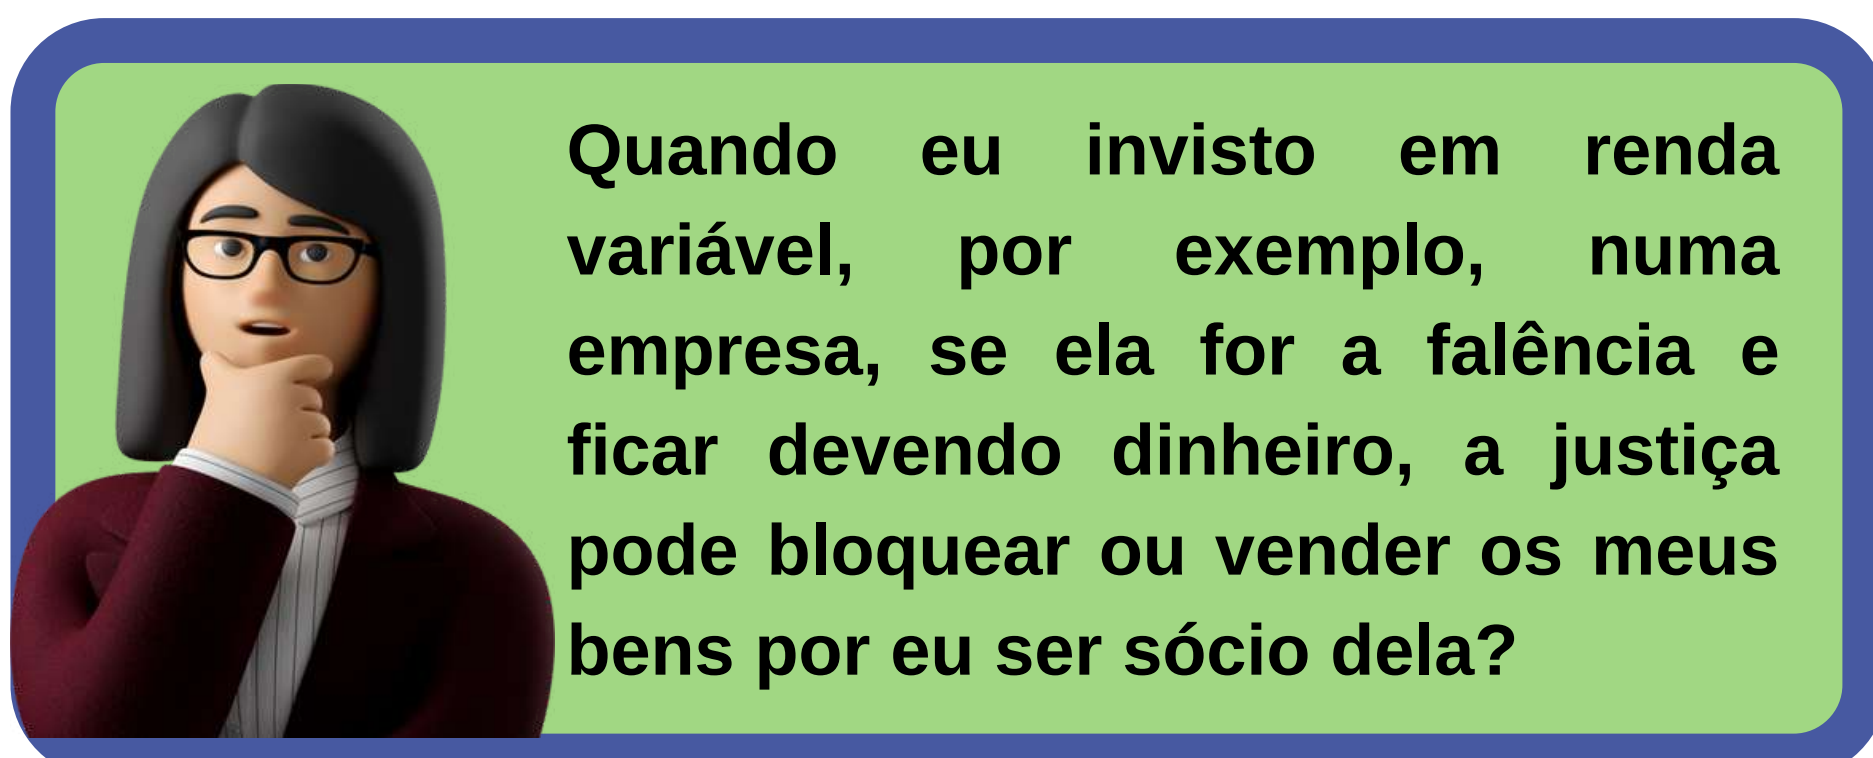 Quando eu invisto em renda
variável, por exemplo, numa
empresa, se ela for a falência e
ficar devendo dinheiro, a justiça
pode bloquear ou vender os meus
bens por eu ser sócio dela?